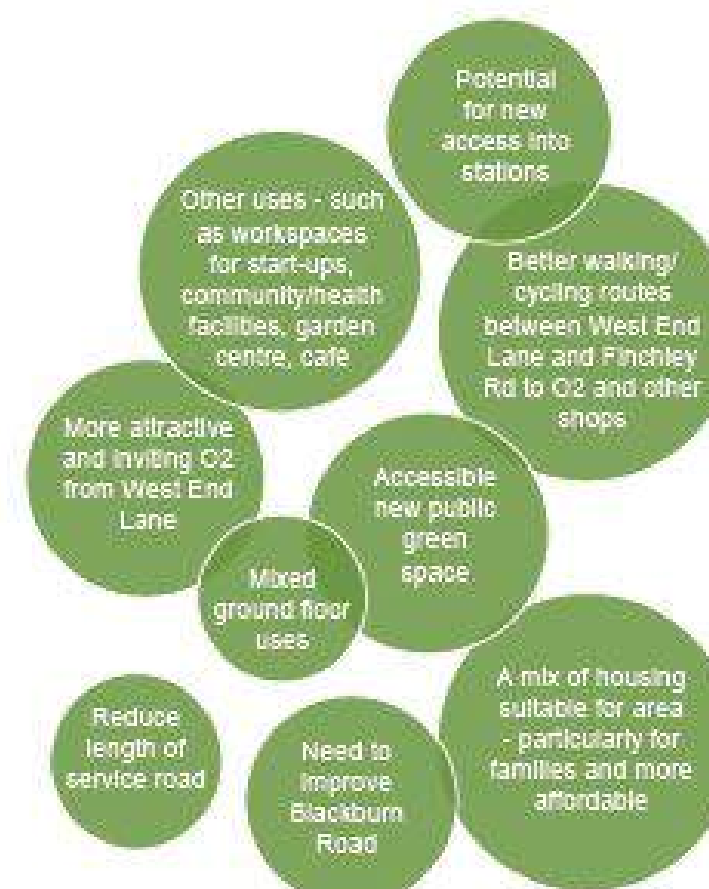 Potential
for new
access into
stations
Other uses - such
as workspaces
for start-ups,
community/health
facilities, garden
centre, café
Better walking/
cycling routes
between West End
Lane and Finchley
Rd to O2 and other
shops
More attractive
and inviting O2
from West End
Lane
Accessible
new public
green
space
Mixed
ground floor
uses
A mix of housing
suitable for area
- particularly for
families and more
affordable
Reduce
length of
service road
Need to
improve
Blackburn
Road